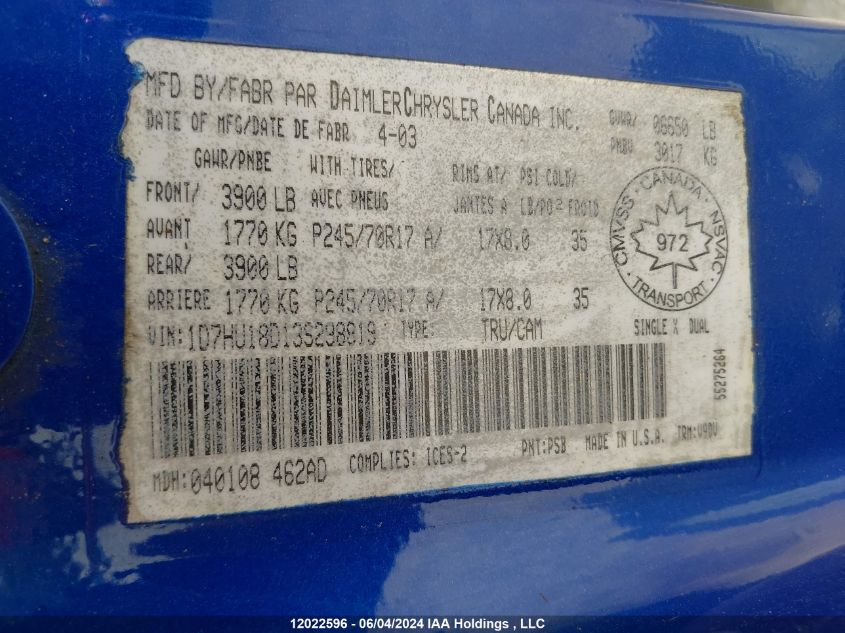 MFD BY/FABR PAR DAIMLERCHRYSLER CANADA INC.
GVWR/ 06650 LB
DATE OF MFG/DATE DE FABR 4-03
PNBV 3017 KG
GAWR/PNBE WITH TIRES/ RIMS AT/ PSI COLD/
FRONT/ 3900 LB AVEC PNEUS JANTES A LB/PO² FROID
AVANT 1770 KG P245/70R17 A/ 17X8.0 35
REAR/ 3900 LB
ARRIERE 1770 KG P245/70R17 A/ 17X8.0 35
CANADA · NSVAC · TRANSPORT · CMVSS
972
VIN: 1D7HU18D13S298919 TYPE: TRU/CAM SINGLE X DUAL
55275264
MDH: 040108 462AD COMPLIES: ICES-2 PNT:PSB MADE IN U.S.A. TRM:
12022596 - 06/04/2024 IAA Holdings , LLC